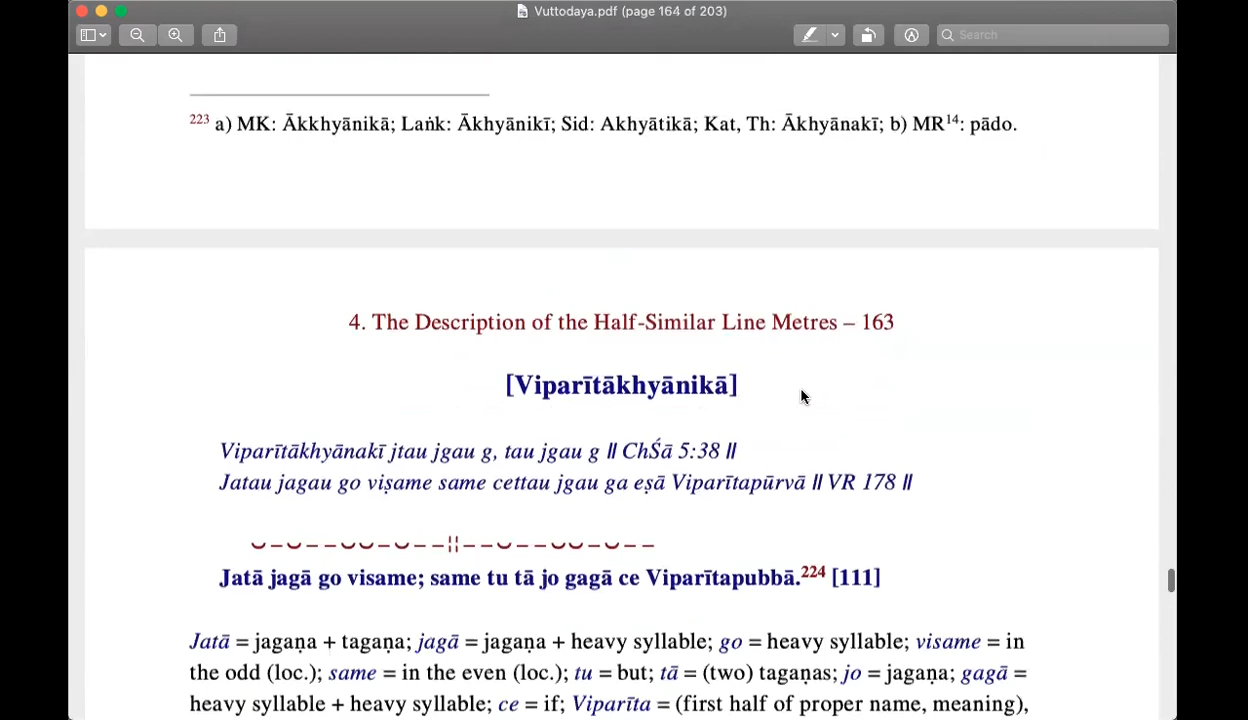 Vuttodaya.pdf (page 164 of 203)
Search
223 a) MK: Ākkhyānikā; Laṅk: Ākhyānikī; Sid: Akhyātikā; Kat, Th: Ākhyānakī; b) MR14: pādo.
4. The Description of the Half-Similar Line Metres – 163
[Viparītākhyānikā]
Viparītākhyānakī jtau jgau g, tau jgau g ǁ ChŚā 5:38 ǁ
Jatau jagau go viṣame same cettau jgau ga eṣā Viparītapūrvā ǁ VR 178 ǁ
⏑−⏑−−⏑⏑−⏑−−¦¦−−⏑−−⏑⏑−⏑−−
Jatā jagā go visame; same tu tā jo gagā ce Viparītapubbā.224 [111]
Jatā = jagaṇa + tagaṇa; jagā = jagaṇa + heavy syllable; go = heavy syllable; visame = in
the odd (loc.); same = in the even (loc.); tu = but; tā = (two) tagaṇas; jo = jagaṇa; gagā =
heavy syllable + heavy syllable; ce = if; Viparīta = (first half of proper name, meaning),